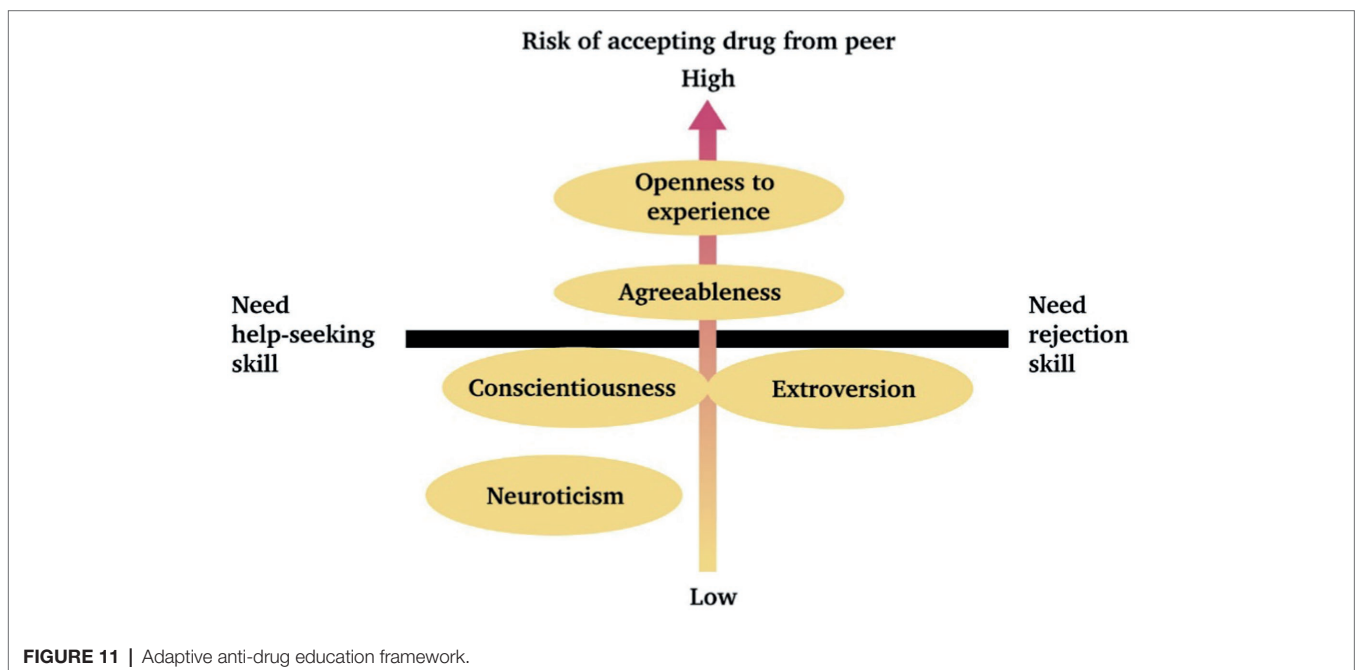 Risk of accepting drug from peer
High
Openness to
experience
Agreeableness
Need
help-seeking
skill
Need
rejection
skill
Conscientiousness
Extroversion
Neuroticism
Low
FIGURE 11 | Adaptive anti-drug education framework.